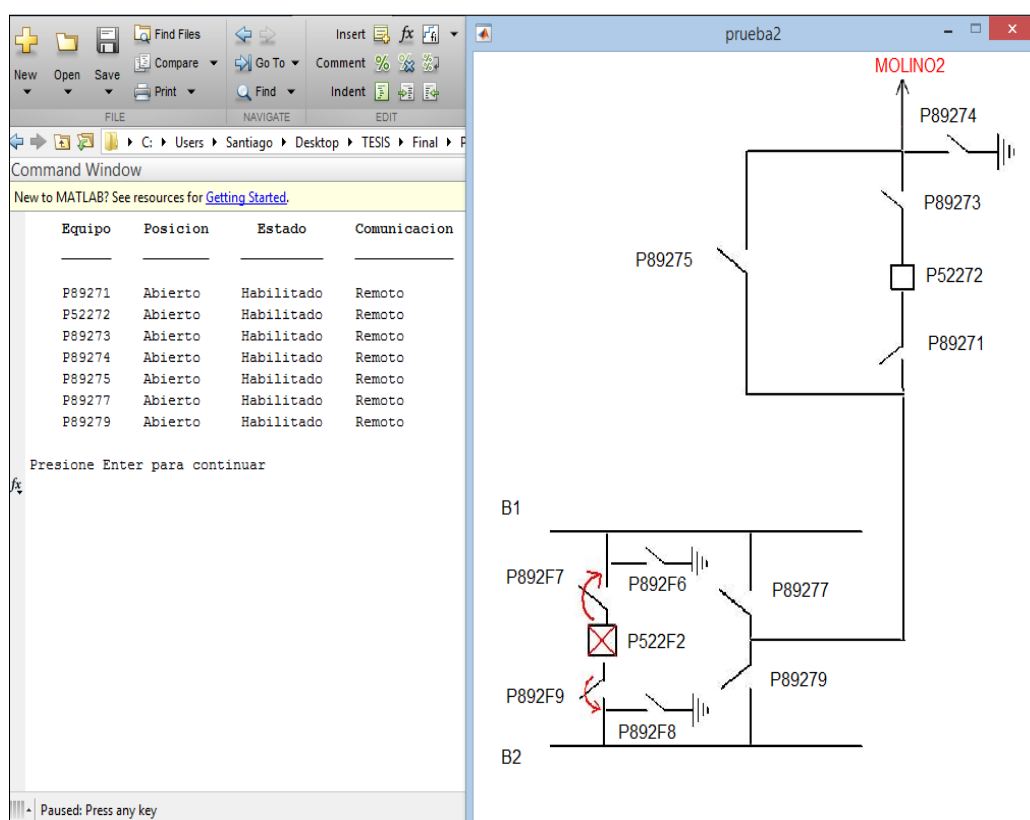 New
Open
Save
Find Files
Compare
Print
Go To
Find
Insert
fx
fi
Comment
Indent
FILE
NAVIGATE
EDIT
C: Users Santiago Desktop TESIS Final P
Command Window
New to MATLAB? See resources for Getting Started.
Equipo Posicion Estado Comunicacion
P89271 Abierto Habilitado Remoto
P52272 Abierto Habilitado Remoto
P89273 Abierto Habilitado Remoto
P89274 Abierto Habilitado Remoto
P89275 Abierto Habilitado Remoto
P89277 Abierto Habilitado Remoto
P89279 Abierto Habilitado Remoto
Presione Enter para continuar
fx
Paused: Press any key
prueba2
MOLINO2
P89274
P89273
P89275
P52272
P89271
B1
P892F7
P892F6
P89277
P522F2
P892F9
P89279
P892F8
B2